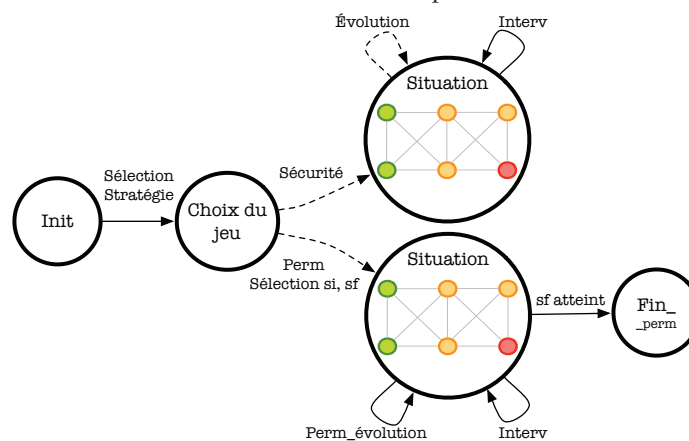 Évolution
Interv
Situation
Sélection
Stratégie
Sécurité
Init
Choix du
jeu
Perm
Sélection si, sf
Situation
sf atteint
Fin_
_perm
Perm_évolution
Interv